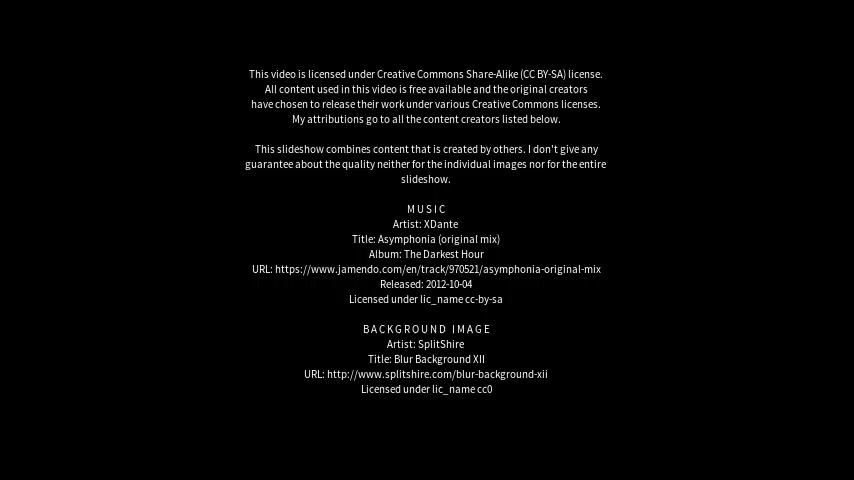 This video is licensed under Creative Commons Share-Alike (CC BY-SA) license.
All content used in this video is free available and the original creators
have chosen to release their work under various Creative Commons licenses.
My attributions go to all the content creators listed below.
This slideshow combines content that is created by others. I don't give any
guarantee about the quality neither for the individual images nor for the entire
slideshow.
MUSIC
Artist: XDante
Title: Asymphonia (original mix)
Album: The Darkest Hour
URL: https://www.jamendo.com/en/track/970521/asymphonia-original-mix
Released: 2012-10-04
Licensed under lic_name cc-by-sa
BACKGROUND IMAGE
Artist: SplitShire
Title: Blur Background XII
URL: http://www.splitshire.com/blur-background-xii
Licensed under lic_name cc0